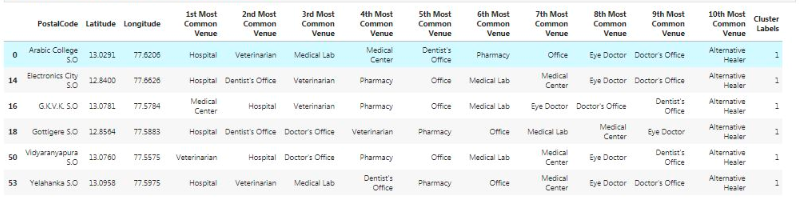 PostalCode Latitude Longitude 1st Most Common Venue 2nd Most Common Venue 3rd Most Common Venue 4th Most Common Venue 5th Most Common Venue 6th Most Common Venue 7th Most Common Venue 8th Most Common Venue 9th Most Common Venue 10th Most Common Venue Cluster Labels
0 Arabic College S.O 13.0291 77.6206 Hospital Veterinarian Medical Lab Medical Center Dentist's Office Pharmacy Office Eye Doctor Doctor's Office Alternative Healer 1
14 Electronics City S.O 12.8400 77.6626 Hospital Dentist's Office Veterinarian Pharmacy Office Medical Lab Medical Center Eye Doctor Doctor's Office Alternative Healer 1
16 G.K.V.K. S.O 13.0781 77.5784 Medical Center Hospital Veterinarian Pharmacy Office Medical Lab Eye Doctor Doctor's Office Dentist's Office Alternative Healer 1
18 Gottigere S.O 12.8564 77.5883 Hospital Dentist's Office Doctor's Office Veterinarian Pharmacy Office Medical Lab Medical Center Eye Doctor Alternative Healer 1
50 Vidyaranyapura S.O 13.0760 77.5575 Veterinarian Hospital Doctor's Office Pharmacy Office Medical Lab Medical Center Eye Doctor Dentist's Office Alternative Healer 1
53 Yelahanka S.O 13.0958 77.5975 Hospital Veterinarian Medical Lab Dentist's Office Pharmacy Office Medical Center Eye Doctor Doctor's Office Alternative Healer 1